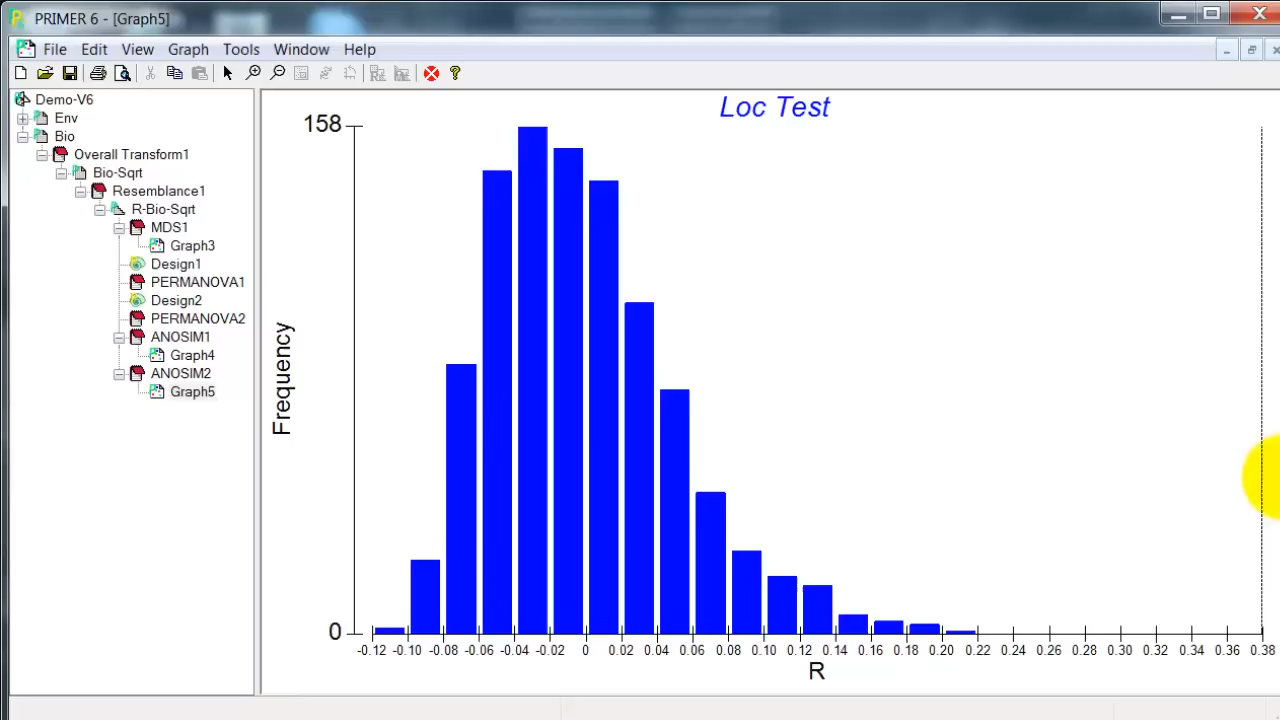 PRIMER 6 - [Graph5]
File Edit View Graph Tools Window Help
Demo-V6
Env
Bio
Overall Transform1
Bio-Sqrt
Resemblance1
R-Bio-Sqrt
MDS1
Graph3
Design1
PERMANOVA1
Design2
PERMANOVA2
ANOSIM1
Graph4
ANOSIM2
Graph5
Loc Test
158
Frequency
0
-0.12 -0.10 -0.08 -0.06 -0.04 -0.02 0 0.02 0.04 0.06 0.08 0.10 0.12 0.14 0.16 0.18 0.20 0.22 0.24 0.26 0.28 0.30 0.32 0.34 0.36 0.38
R